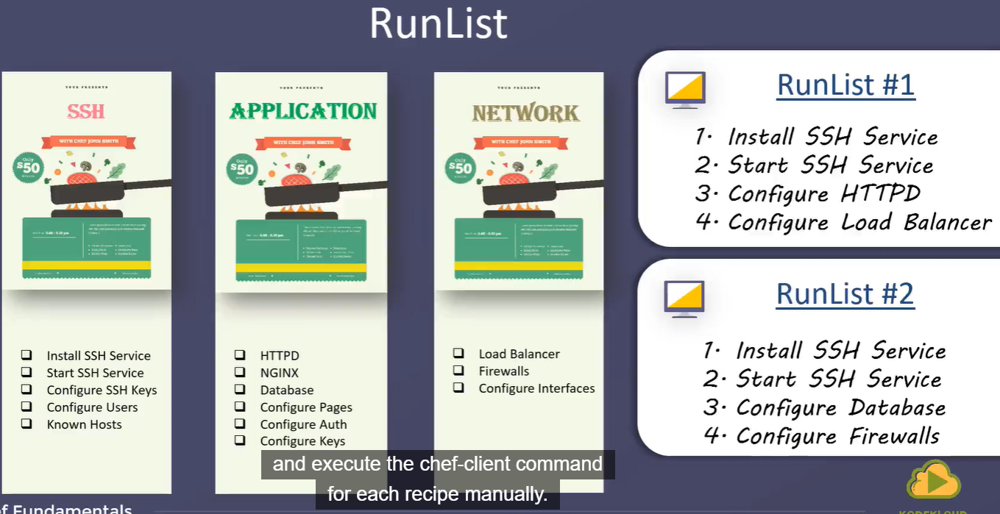 RunList
YOUR PRESENTS
SSH
WITH CHEF JOHN SMITH
Only
$50
Install SSH Service
Start SSH Service
Configure SSH Keys
Configure Users
Known Hosts
YOUR PRESENTS
APPLICATION
WITH CHEF JOHN SMITH
Only
$50
HTTPD
NGINX
Database
Configure Pages
Configure Auth
Configure Keys
YOUR PRESENTS
NETWORK
WITH CHEF JOHN SMITH
Only
$50
Load Balancer
Firewalls
Configure Interfaces
RunList #1
1. Install SSH Service
2. Start SSH Service
3. Configure HTTPD
4. Configure Load Balancer
RunList #2
1. Install SSH Service
2. Start SSH Service
3. Configure Database
4. Configure Firewalls
and execute the chef-client command
for each recipe manually.
ef Fundamentals
KODEKLOUD